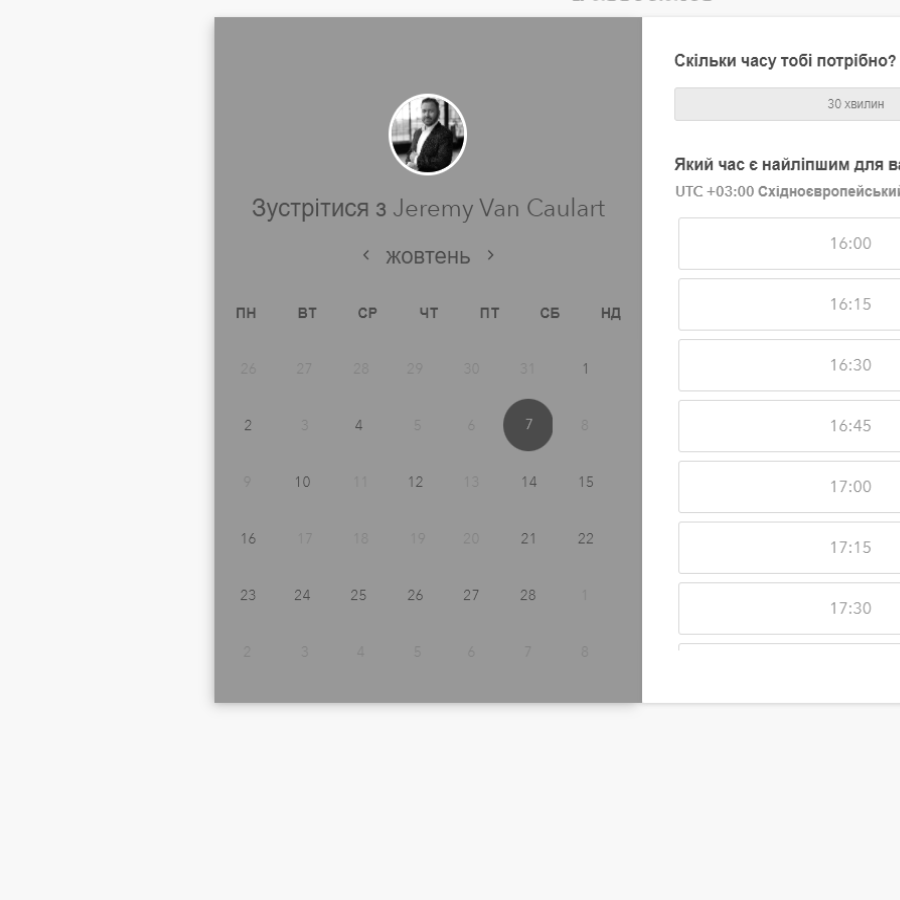 Зустрітися з Jeremy Van Caulart
жовтень
ПН ВТ СР ЧТ ПТ СБ НД
26 27 28 29 30 31 1
2 3 4 5 6 7 8
9 10 11 12 13 14 15
16 17 18 19 20 21 22
23 24 25 26 27 28 1
2 3 4 5 6 7 8
Скільки часу тобі потрібно?
30 хвилин
Який час є найліпшим для
UTC +03:00 Східноєвропейський
16:00
16:15
16:30
16:45
17:00
17:15
17:30